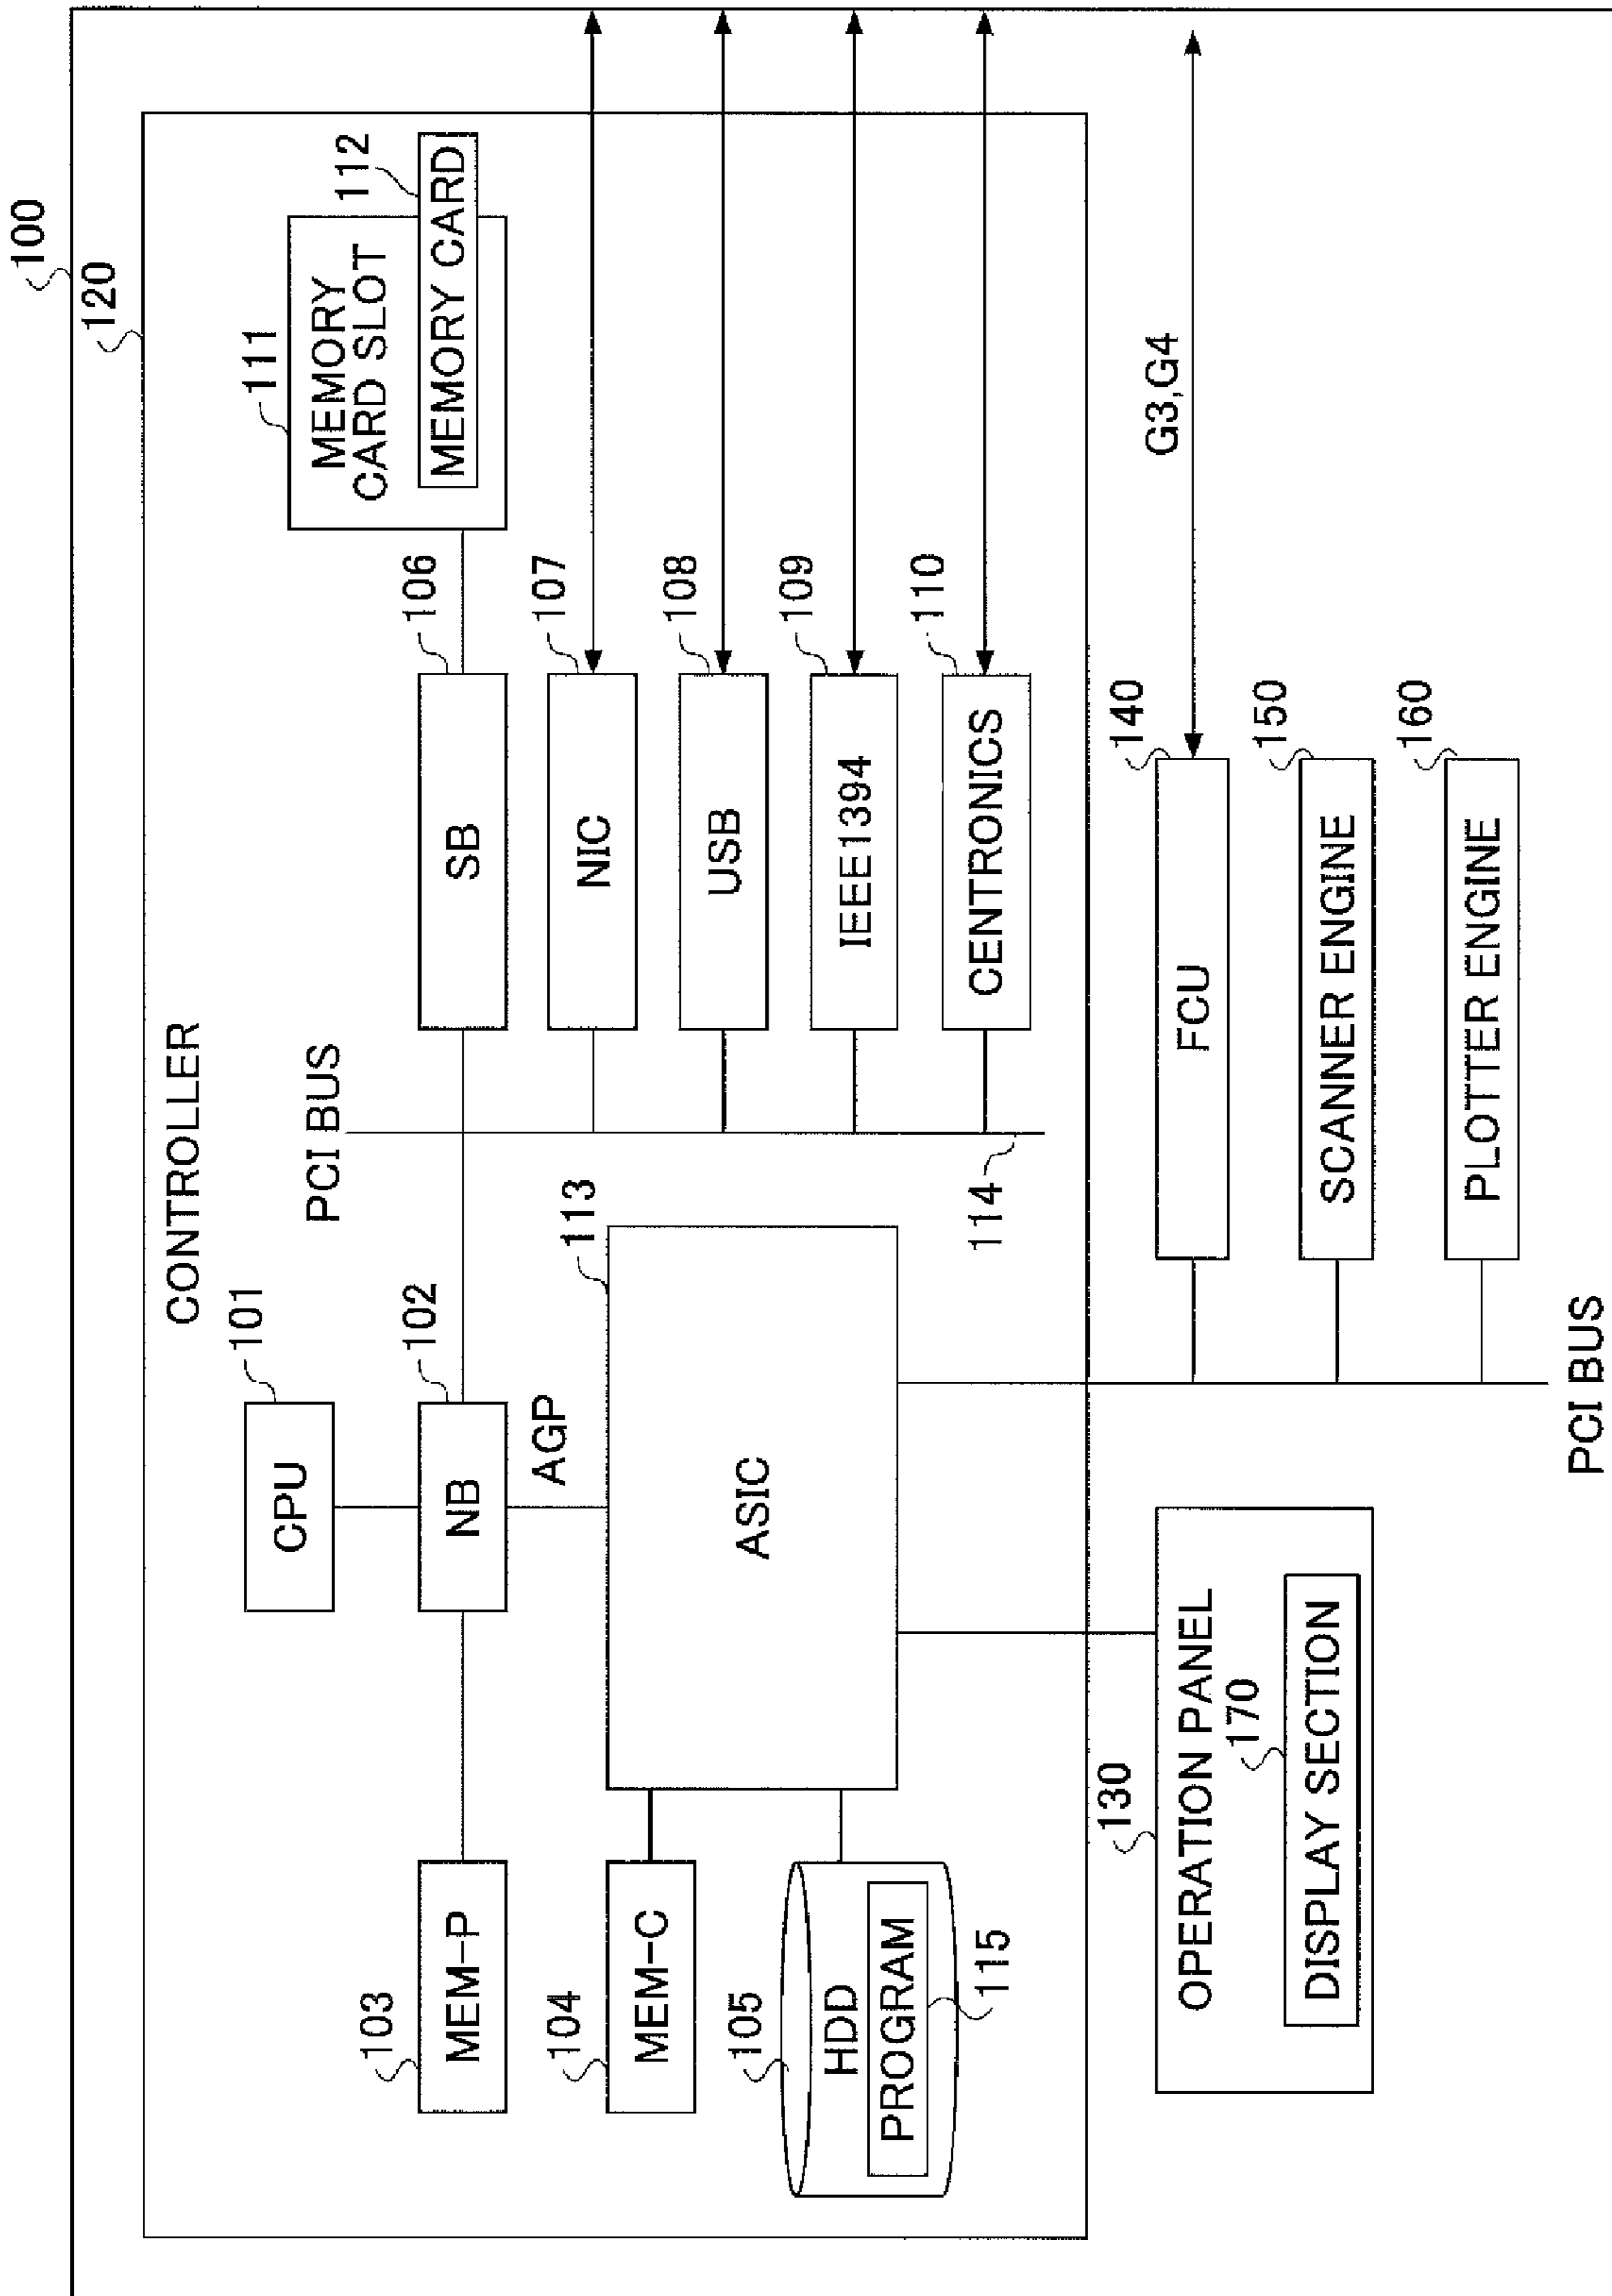 100
120
CONTROLLER
101
CPU
111
MEMORY
CARD SLOT
112
MEMORY CARD
PCI BUS
103
MEM-P
102
NB
106
SB
AGP
104
MEM-C
113
ASIC
107
NIC
108
USB
105
HDD
PROGRAM
115
109
IEEE1394
110
CENTRONICS
114
130
OPERATION PANEL
170
DISPLAY SECTION
140
FCU
G3,G4
150
SCANNER ENGINE
160
PLOTTER ENGINE
PCI BUS